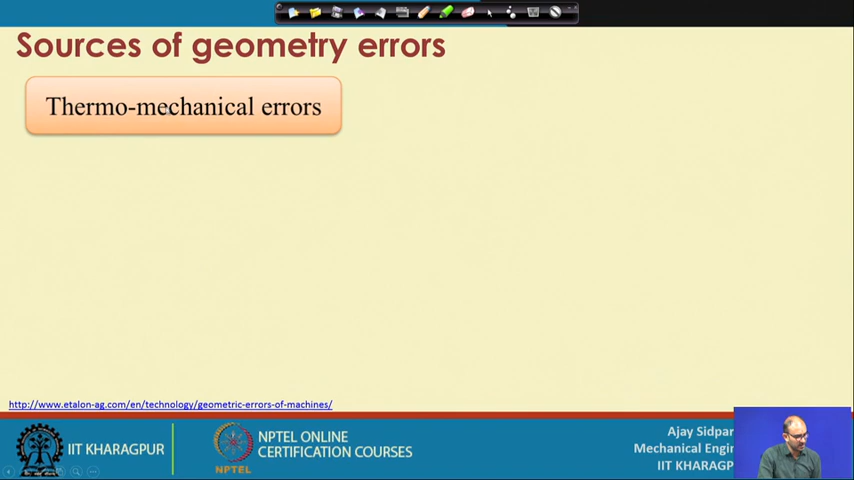 Sources of geometry errors
Thermo-mechanical errors
http://www.etalon-ag.com/en/technology/geometric-errors-of-machines/
IIT KHARAGPUR
NPTEL
NPTEL ONLINE
CERTIFICATION COURSES
Ajay Sidpar
Mechanical Engin
IIT KHARAGP